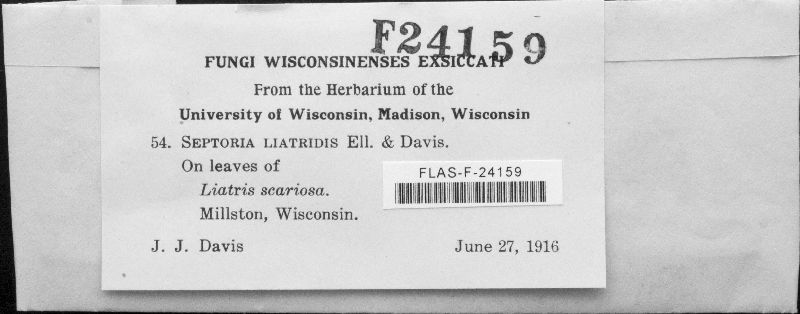 F24159
FUNGI WISCONSINENSES EXSICCATI
From the Herbarium of the
University of Wisconsin, Madison, Wisconsin
54. SEPTORIA LIATRIDIS Ell. & Davis.
On leaves of
Liatris scariosa.
Millston, Wisconsin.
FLAS-F-24159
J. J. Davis June 27, 1916